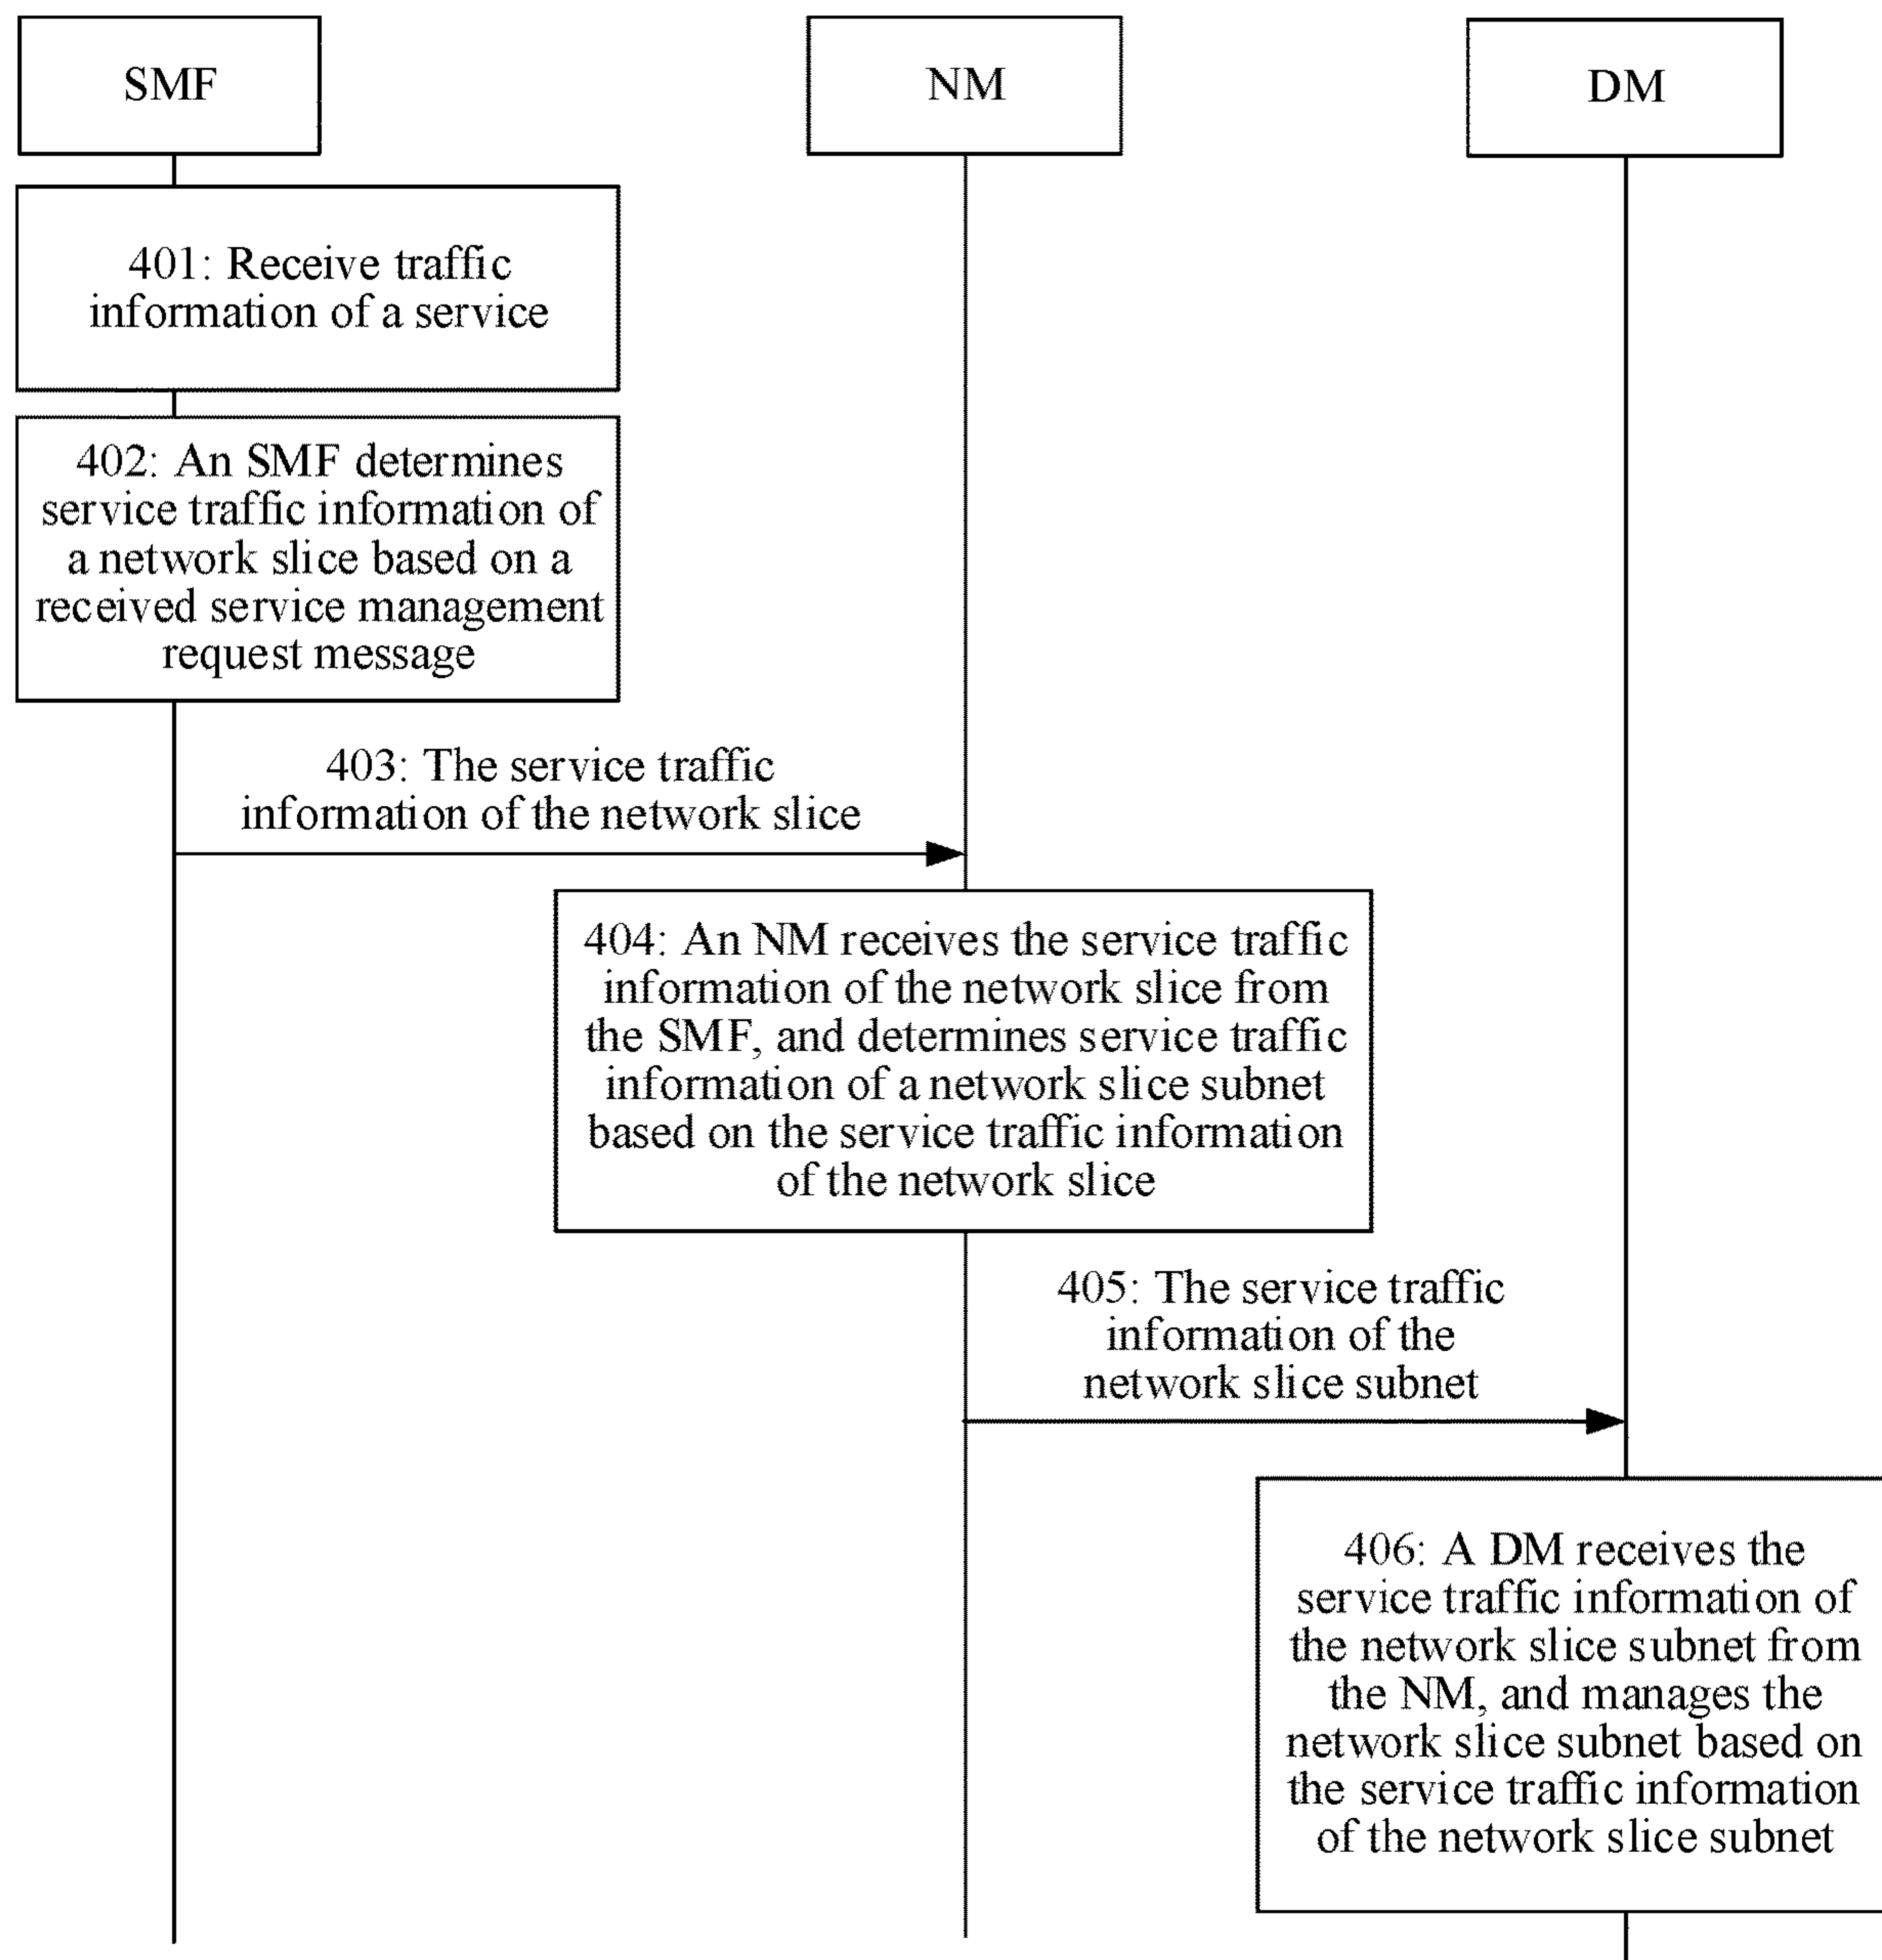 SMF
NM
DM
401: Receive traffic
information of a service
402: An SMF determines
service traffic information of
a network slice based on a
received service management
request message
403: The service traffic
information of the network slice
404: An NM receives the service traffic
information of the network slice from
the SMF, and determines service traffic
information of a network slice subnet
based on the service traffic information
of the network slice
405: The service traffic
information of the
network slice subnet
406: A DM receives the
service traffic information of
the network slice subnet from
the NM, and manages the
network slice subnet based on
the service traffic information
of the network slice subnet